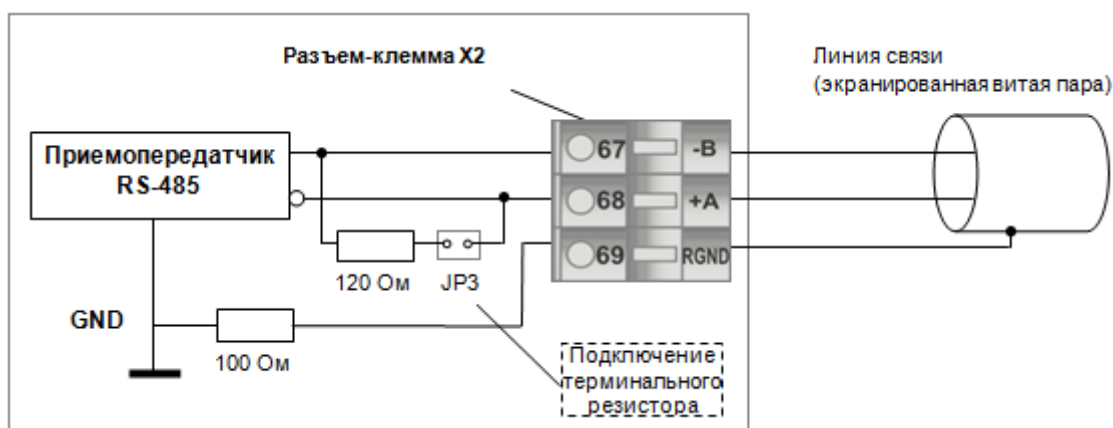 Разъем-клемма X2
Линия связи
(экранированная витая пара)
Приемопередатчик
RS-485
67 -B
68 +A
69 RGND
120 Ом
JP3
GND
100 Ом
Подключение
терминального
резистора